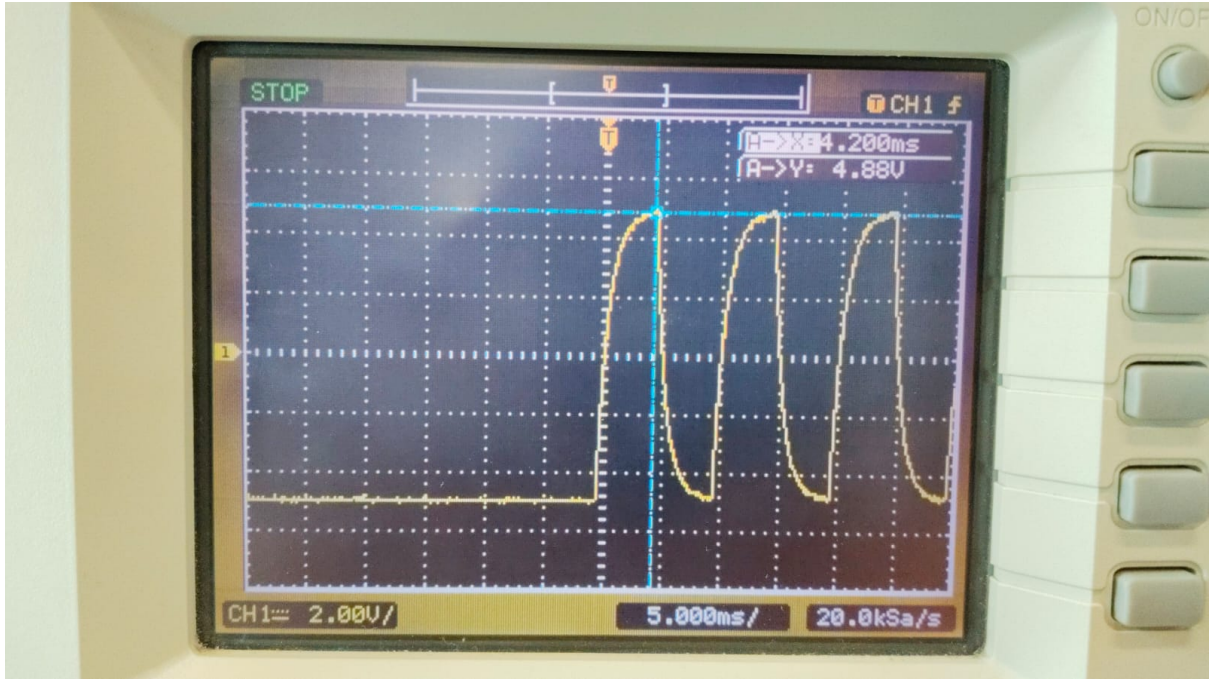 ON/OF
STOP
T
T CH1
T
A->X=4.200ms
A->Y= 4.88V
1
CH1 2.00V/ 5.000ms/ 20.0kSa/s